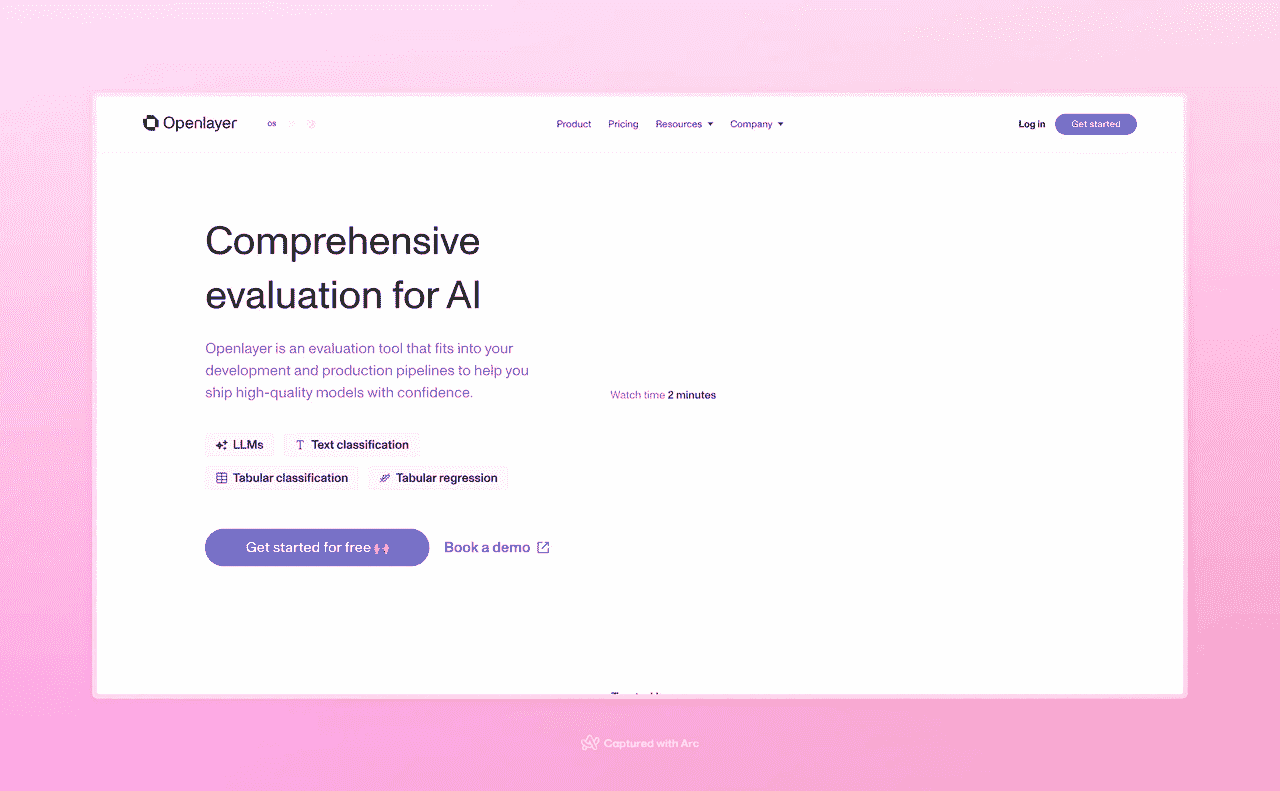 Openlayer
Product Pricing Resources Company
Log in Get started
Comprehensive
evaluation for AI
Openlayer is an evaluation tool that fits into your
development and production pipelines to help you
ship high-quality models with confidence.
Watch time 2 minutes
LLMs Text classification
Tabular classification Tabular regression
Get started for free
Book a demo
Captured with Arc